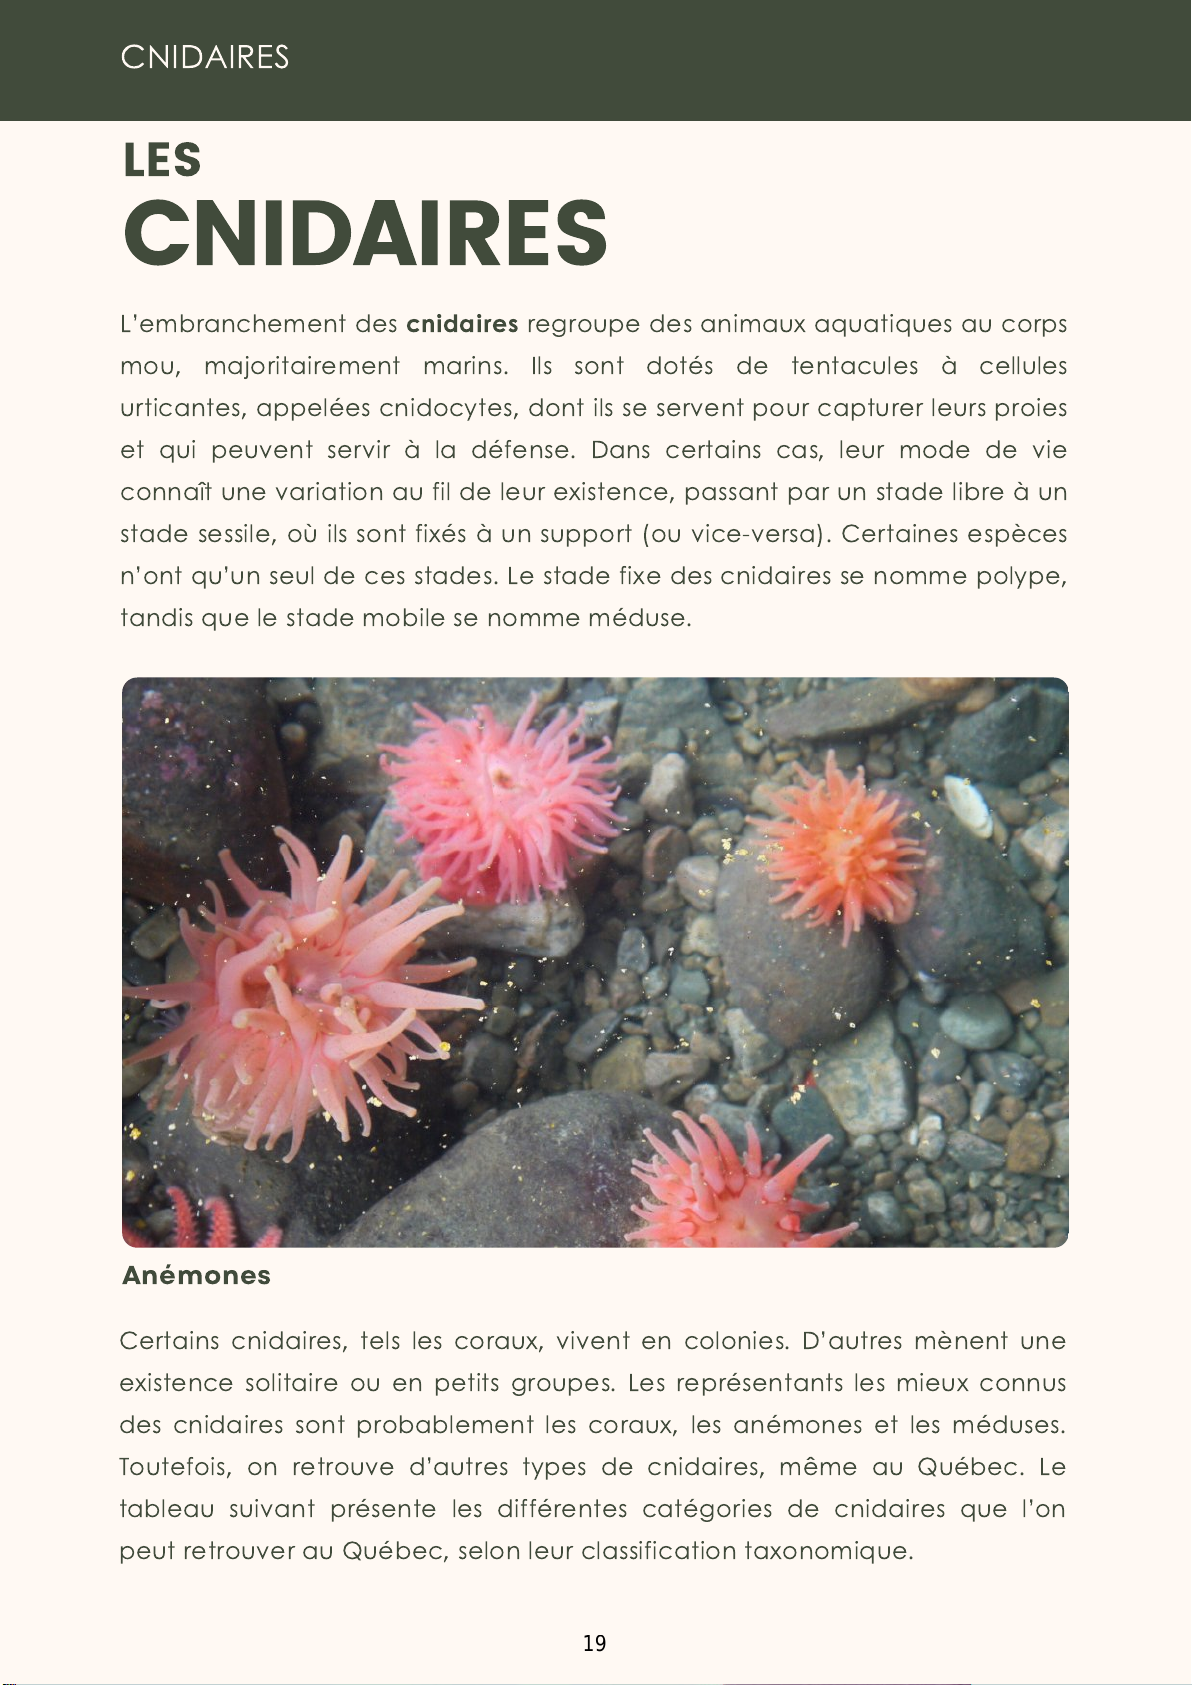 CNIDAIRES
LES
CNIDAIRES
L'embranchement des cnidaires regroupe des animaux aquatiques au corps
mou, majoritairement marins. Ils sont dotés de tentacules à cellules
urticantes, appelées cnidocytes, dont ils se servent pour capturer leurs proies
et qui peuvent servir à la défense. Dans certains cas, leur mode de vie
connaît une variation au fil de leur existence, passant par un stade libre à un
stade sessile, où ils sont fixés à un support (ou vice-versa). Certaines espèces
n'ont qu'un seul de ces stades. Le stade fixe des cnidaires se nomme polype,
tandis que le stade mobile se nomme méduse.
Anémones
Certains cnidaires, tels les coraux, vivent en colonies. D'autres mènent une
existence solitaire ou en petits groupes. Les représentants les mieux connus
des cnidaires sont probablement les coraux, les anémones et les méduses.
Toutefois, on retrouve d'autres types de cnidaires, même au Québec. Le
tableau suivant présente les différentes catégories de cnidaires que l'on
peut retrouver au Québec, selon leur classification taxonomique.
19